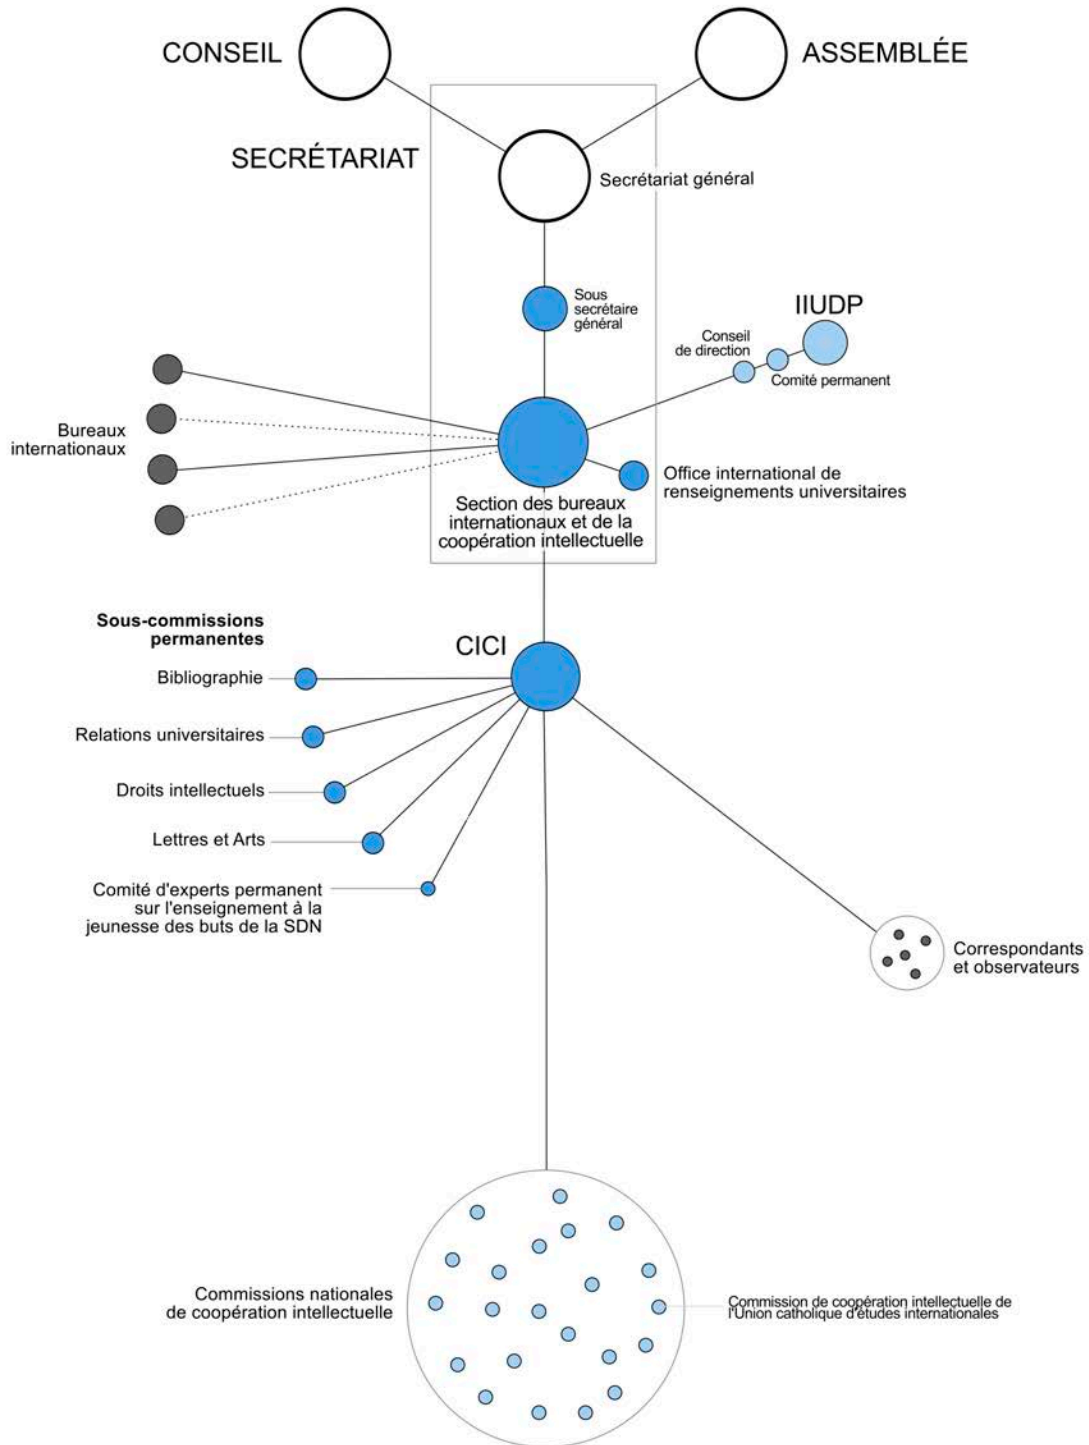 CONSEIL
ASSEMBLÉE
SECRÉTARIAT
Secrétariat général
Sous
secrétaire
général
IIUDP
Conseil
de direction
Comité permanent
Bureaux
internationaux
Office international de
renseignements universitaires
Section des bureaux
internationaux et de la
coopération intellectuelle
Sous-commissions
permanentes
CICI
Bibliographie
Relations universitaires
Droits intellectuels
Lettres et Arts
Comité d'experts permanent
sur l'enseignement à la
jeunesse des buts de la SDN
Correspondants
et observateurs
Commissions nationales
de coopération intellectuelle
Commission de coopération intellectuelle de
l'Union catholique d'études internationales